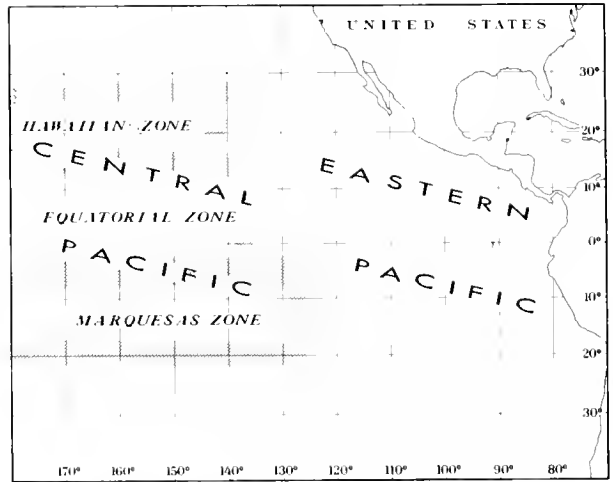 UNITED STATES
30°
HAWAIIAN ZONE
20°
CENTRAL
EASTERN
10°
EQUATORIAL ZONE
0°
PACIFIC
PACIFIC
10°
MARQUESAS ZONE
20°
30°
170° 160° 150° 140° 130° 120° 110° 100° 90° 80°